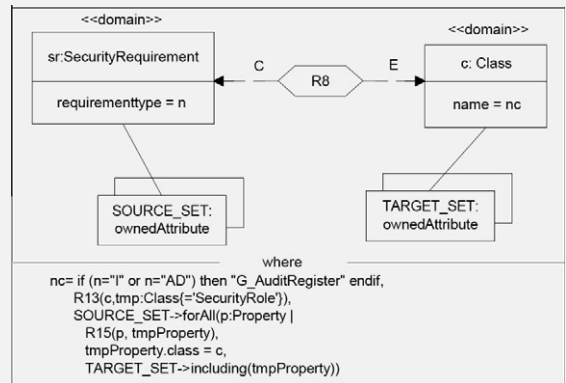 <<domain>>
<<domain>>
sr:SecurityRequirement
C
R8
E
c: Class
requirementtype = n
name = nc
SOURCE_SET:
ownedAttribute
TARGET_SET:
ownedAttribute
where
nc= if (n="I" or n="AD") then "G_AuditRegister" endif,
R13(c,tmp:Class{='SecurityRole'}),
SOURCE_SET->forAll(p:Property |
R15(p, tmpProperty),
tmpProperty.class = c,
TARGET_SET->including(tmpProperty))